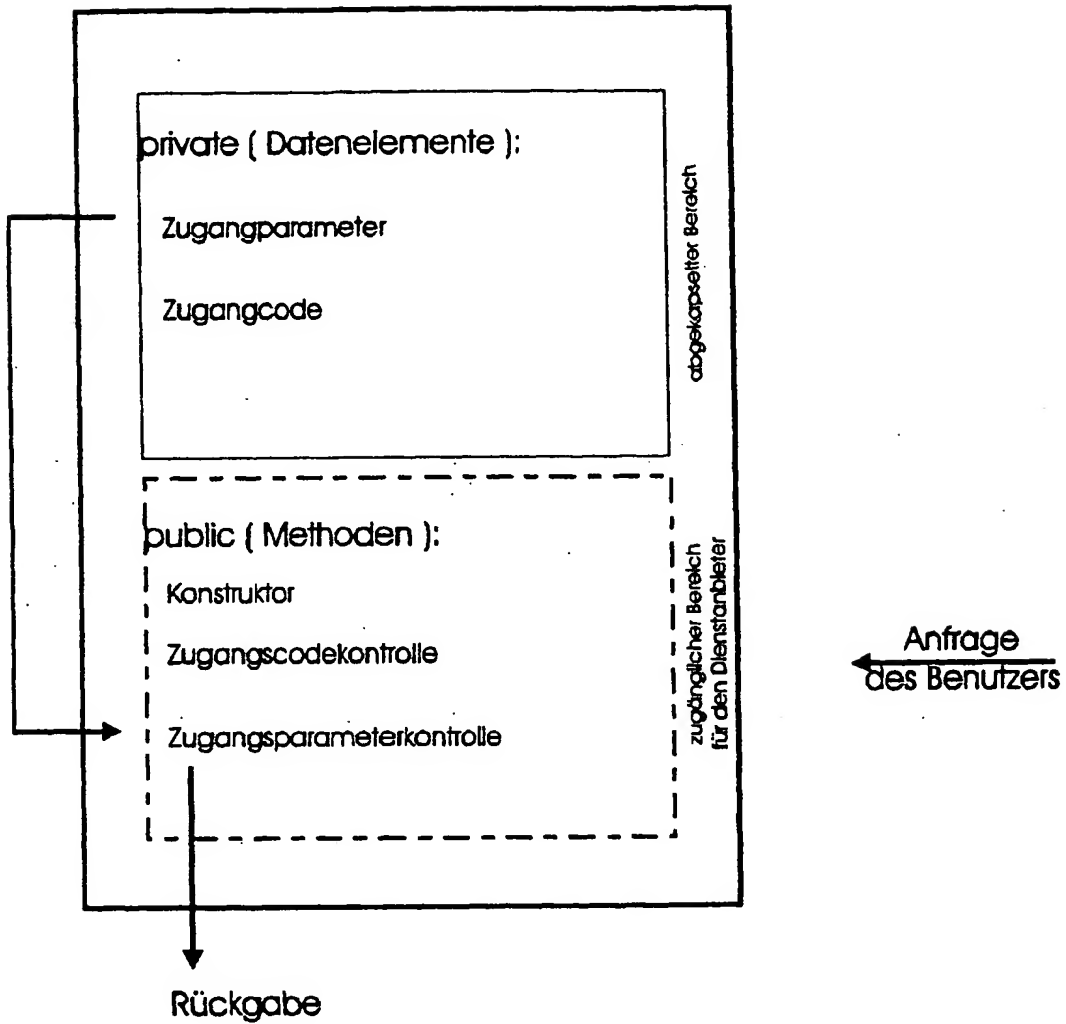 private ( Datenelemente ):
Zugangparameter
Zugangcode
abgekapselter Bereich
public ( Methoden ):
Konstruktor
Zugangscodekontrolle
Zugangsparameterkontrolle
zugänglicher Bereich
für den Dienstanbieter
Anfrage
des Benutzers
Rückgabe